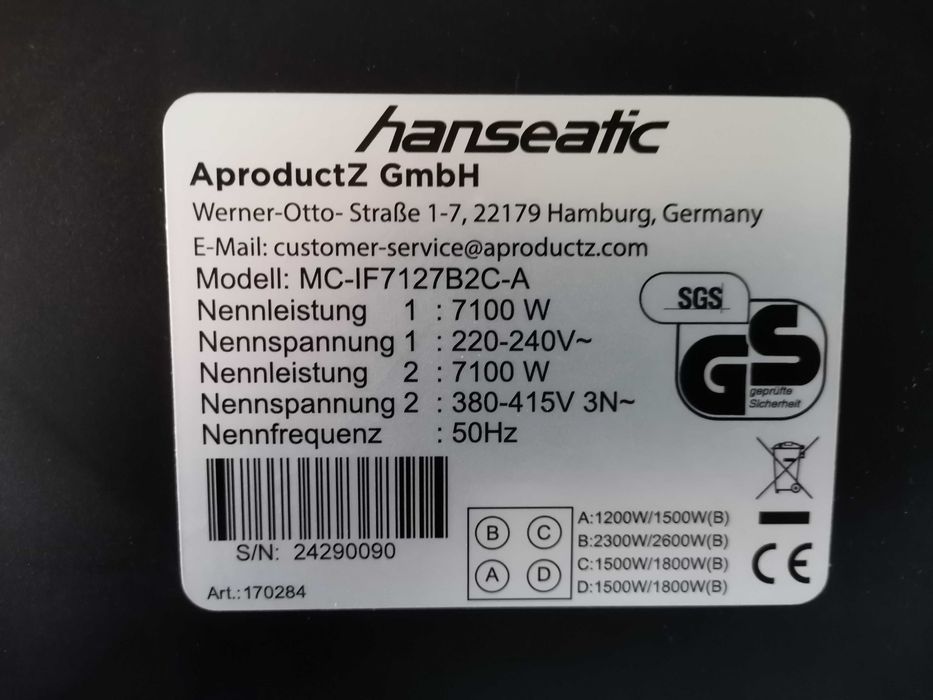 hanseatic
AproductZ GmbH
Werner-Otto- Straße 1-7, 22179 Hamburg, Germany
E-Mail: customer-service@aproductz.com
Modell: MC-IF7127B2C-A
Nennleistung 1 : 7100 W
Nennspannung 1 : 220-240V~
Nennleistung 2 : 7100 W
Nennspannung 2 : 380-415V 3N~
Nennfrequenz : 50Hz
SGS
GS
geprüfte
Sicherheit
S/N: 24290090
Art.:170284
B C
A D
A:1200W/1500W(B)
B:2300W/2600W(B)
C:1500W/1800W(B)
D:1500W/1800W(B)
CE